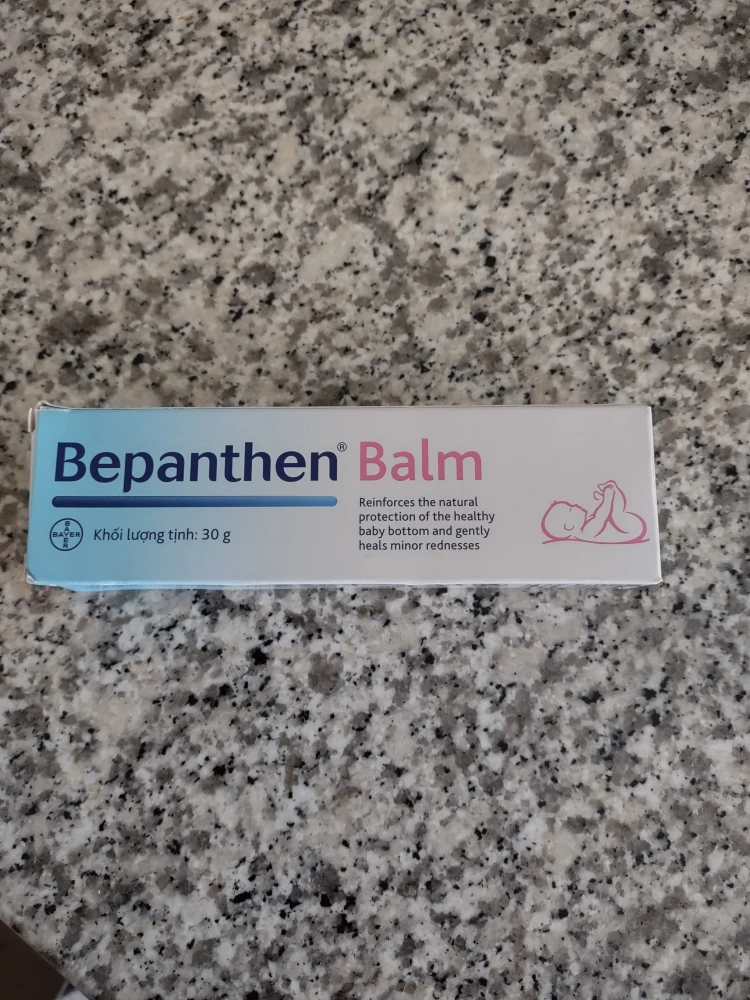 Bepanthen® Balm
Reinforces the natural
protection of the healthy
baby bottom and gently
heals minor rednesses
BAYER
BAYER
Khối lượng tịnh: 30 g